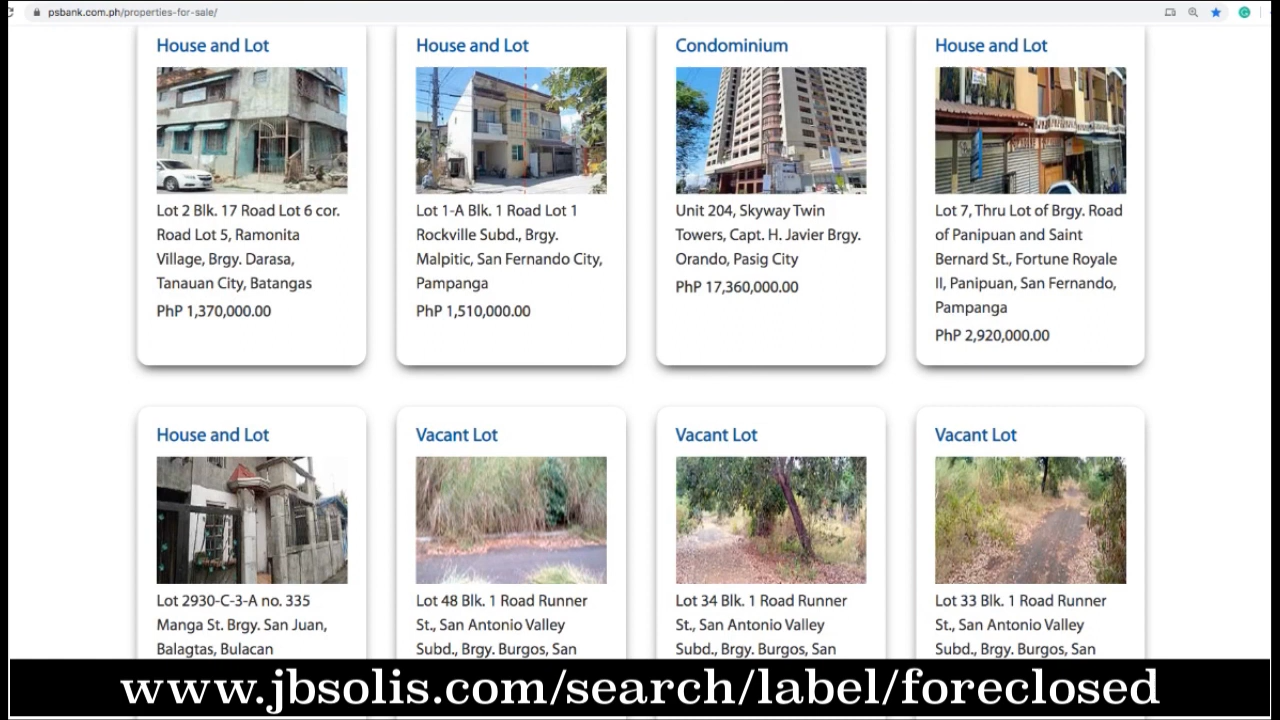 psbank.com.ph/properties-for-sale/
House and Lot
Lot 2 Blk. 17 Road Lot 6 cor.
Road Lot 5, Ramonita
Village, Brgy. Darasa,
Tanauan City, Batangas
PhP 1,370,000.00
House and Lot
Lot 1-A Blk. 1 Road Lot 1
Rockville Subd., Brgy.
Malpitic, San Fernando City,
Pampanga
PhP 1,510,000.00
Condominium
Unit 204, Skyway Twin
Towers, Capt. H. Javier Brgy.
Orando, Pasig City
PhP 17,360,000.00
House and Lot
Lot 7, Thru Lot of Brgy. Road
of Panipuan and Saint
Bernard St., Fortune Royale
II, Panipuan, San Fernando,
Pampanga
PhP 2,920,000.00
House and Lot
Lot 2930-C-3-A no. 335
Manga St. Brgy. San Juan,
Balagtas, Bulacan
Vacant Lot
Lot 48 Blk. 1 Road Runner
St., San Antonio Valley
Subd., Brgy. Burgos, San
Vacant Lot
Lot 34 Blk. 1 Road Runner
St., San Antonio Valley
Subd., Brgy. Burgos, San
Vacant Lot
Lot 33 Blk. 1 Road Runner
St., San Antonio Valley
Subd., Brgy. Burgos, San
www.jbsolis.com/search/label/foreclosed